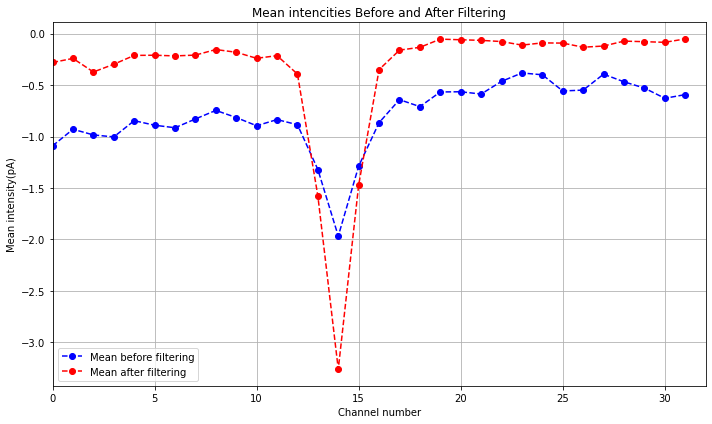 Mean intencities Before and After Filtering
0.0
−0.5
−1.0
−1.5
−2.0
−2.5
−3.0
Mean intensity(pA)
Mean before filtering
Mean after filtering
0 5 10 15 20 25 30
Channel number